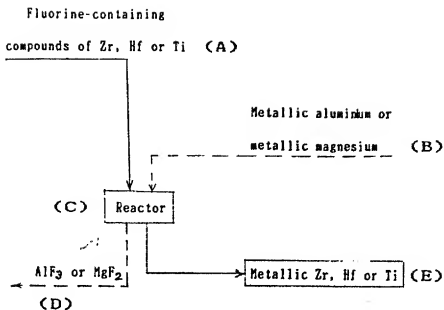 Fluorine-containing
compounds of Zr, Hf or Ti (A)
Metallic aluminium or
metallic magnesium (B)
(C) Reactor
AlF₃ or MgF₂
(D)
Metallic Zr, Hf or Ti (E)